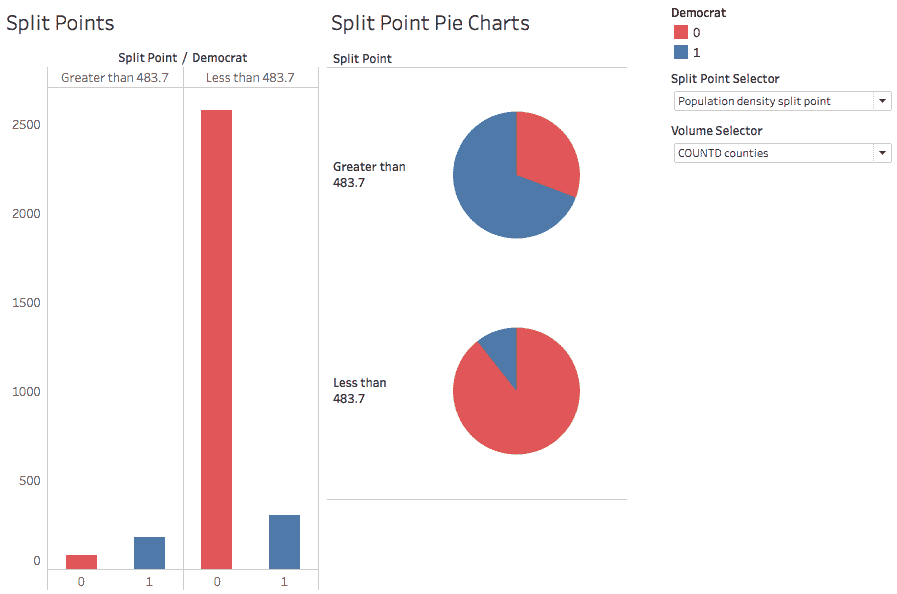 Split Points
Split Point / Democrat
Greater than 483.7
Less than 483.7
2500
2000
1500
1000
500
0
0
1
0
1
Split Point Pie Charts
Split Point
Greater than
483.7
Less than
483.7
Democrat
0
1
Split Point Selector
Population density split point
Volume Selector
COUNTD counties